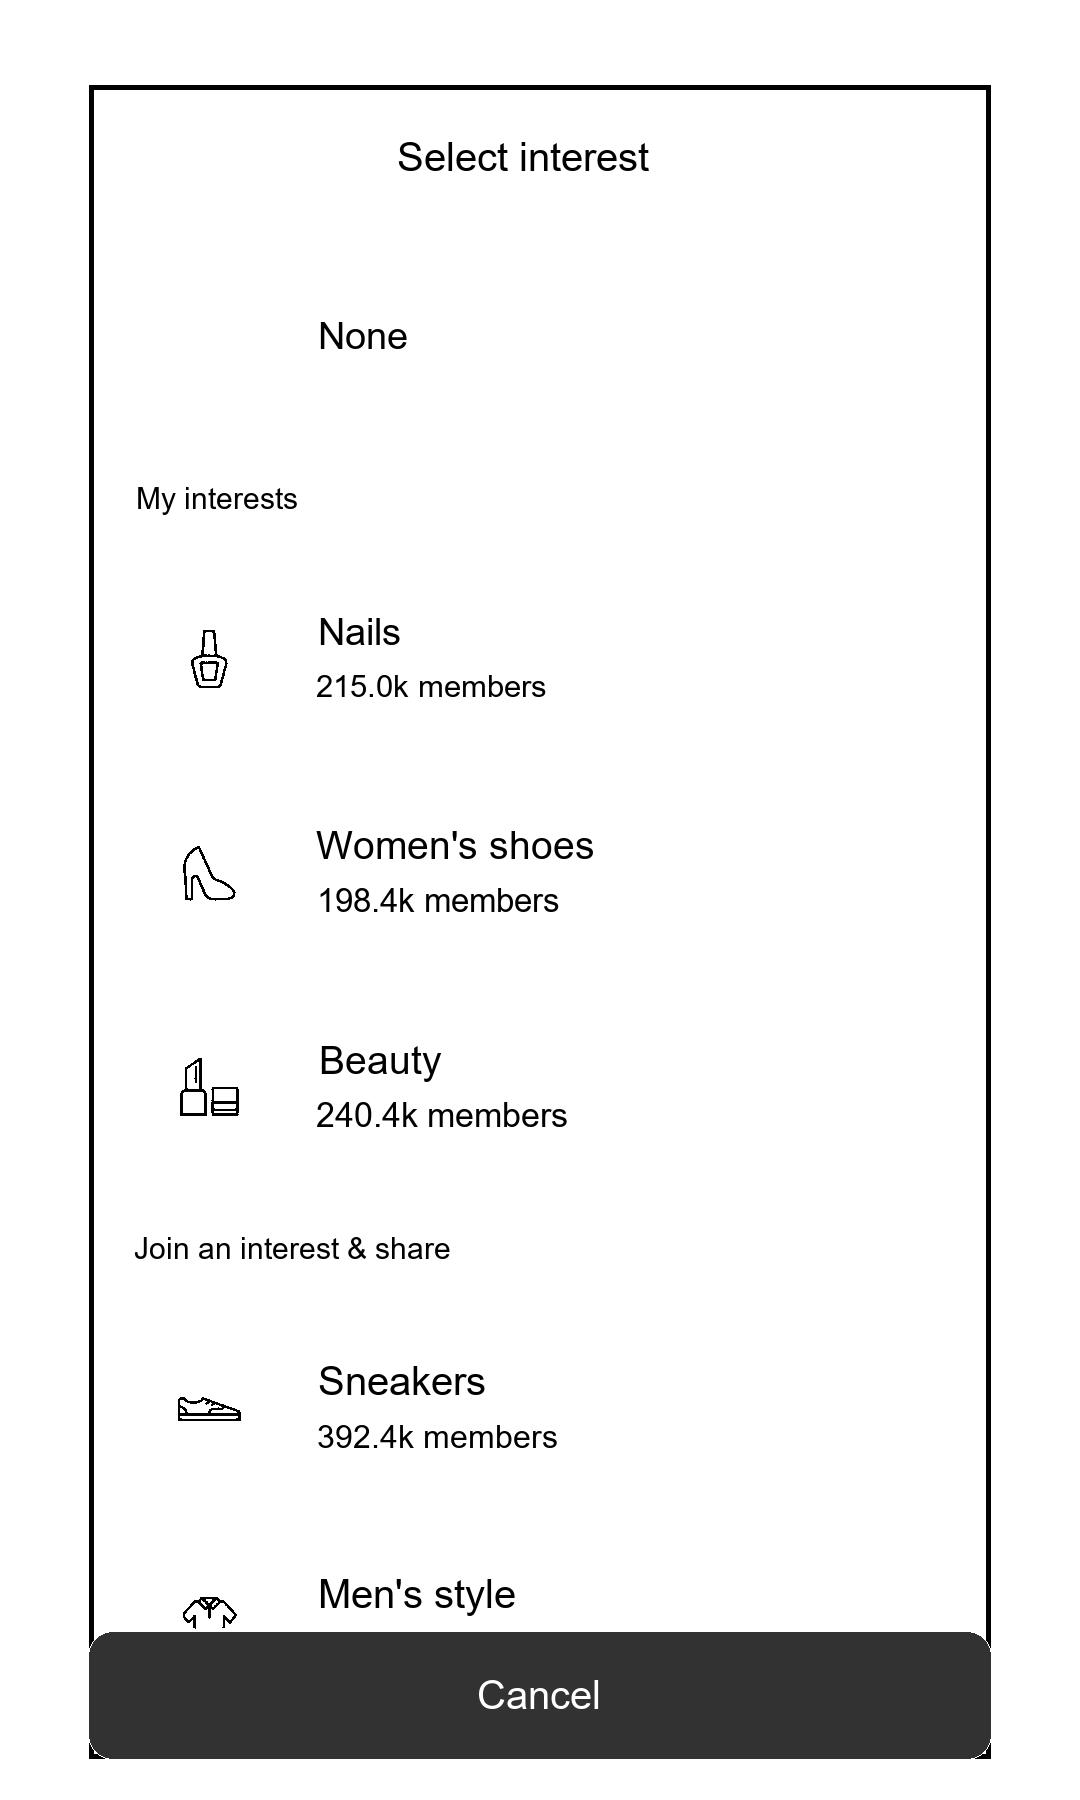 Select interest
None
My interests
Nails
215.0k members
Women's shoes
198.4k members
Beauty
240.4k members
Join an interest & share
Sneakers
392.4k members
Men's style
Cancel